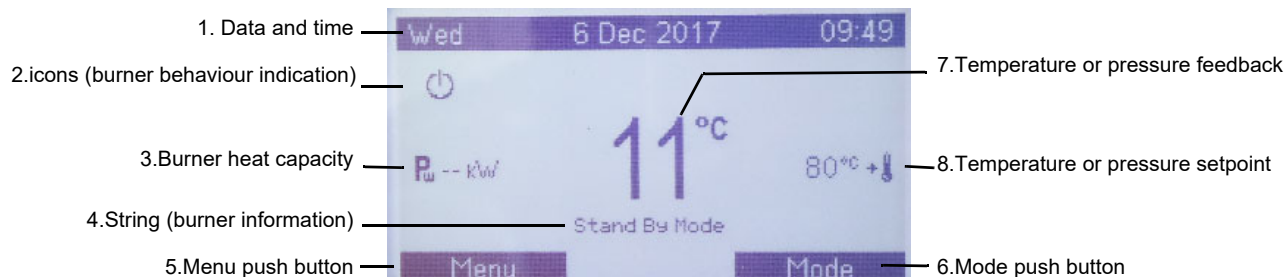 1. Data and time
Wed 6 Dec 2017 09:49
2.icons (burner behaviour indication)
7.Temperature or pressure feedback
11°C
3.Burner heat capacity
Pw -- kW
80°C
8.Temperature or pressure setpoint
4.String (burner information)
Stand By Mode
5.Menu push button
Menu
Mode
6.Mode push button